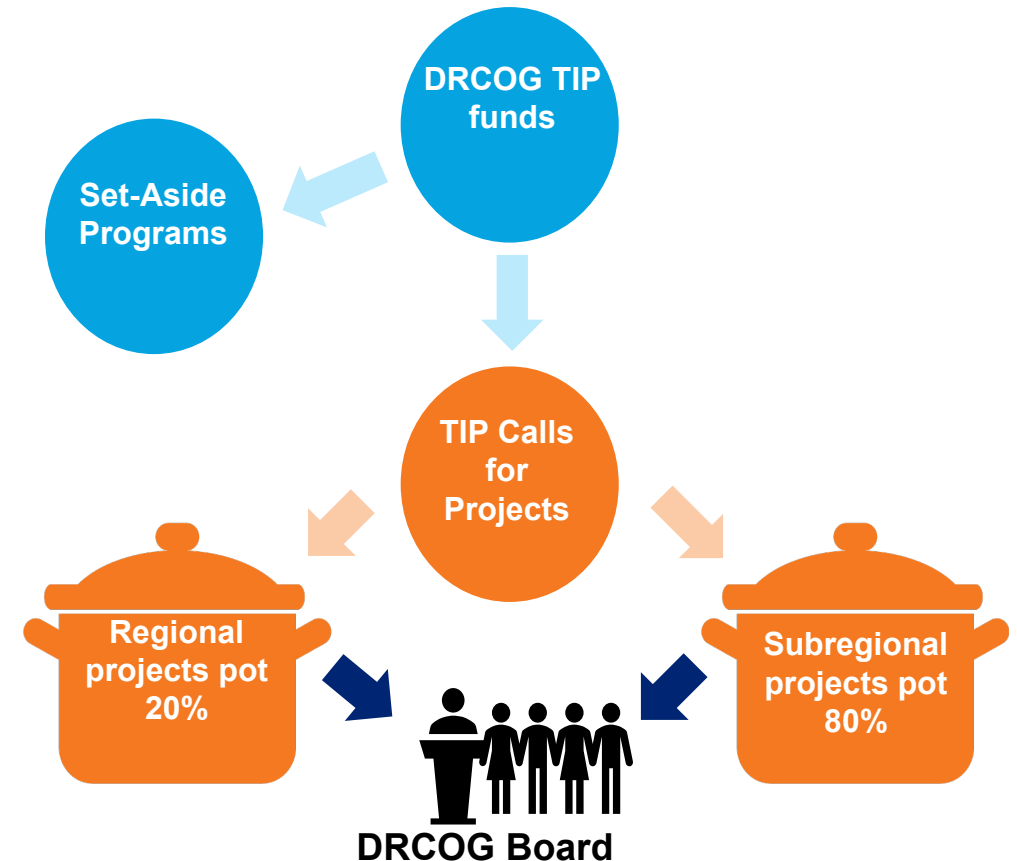 DRCOG TIP
funds
Set-Aside
Programs
TIP Calls
for
Projects
Regional
projects pot
20%
Subregional
projects pot
80%
DRCOG Board